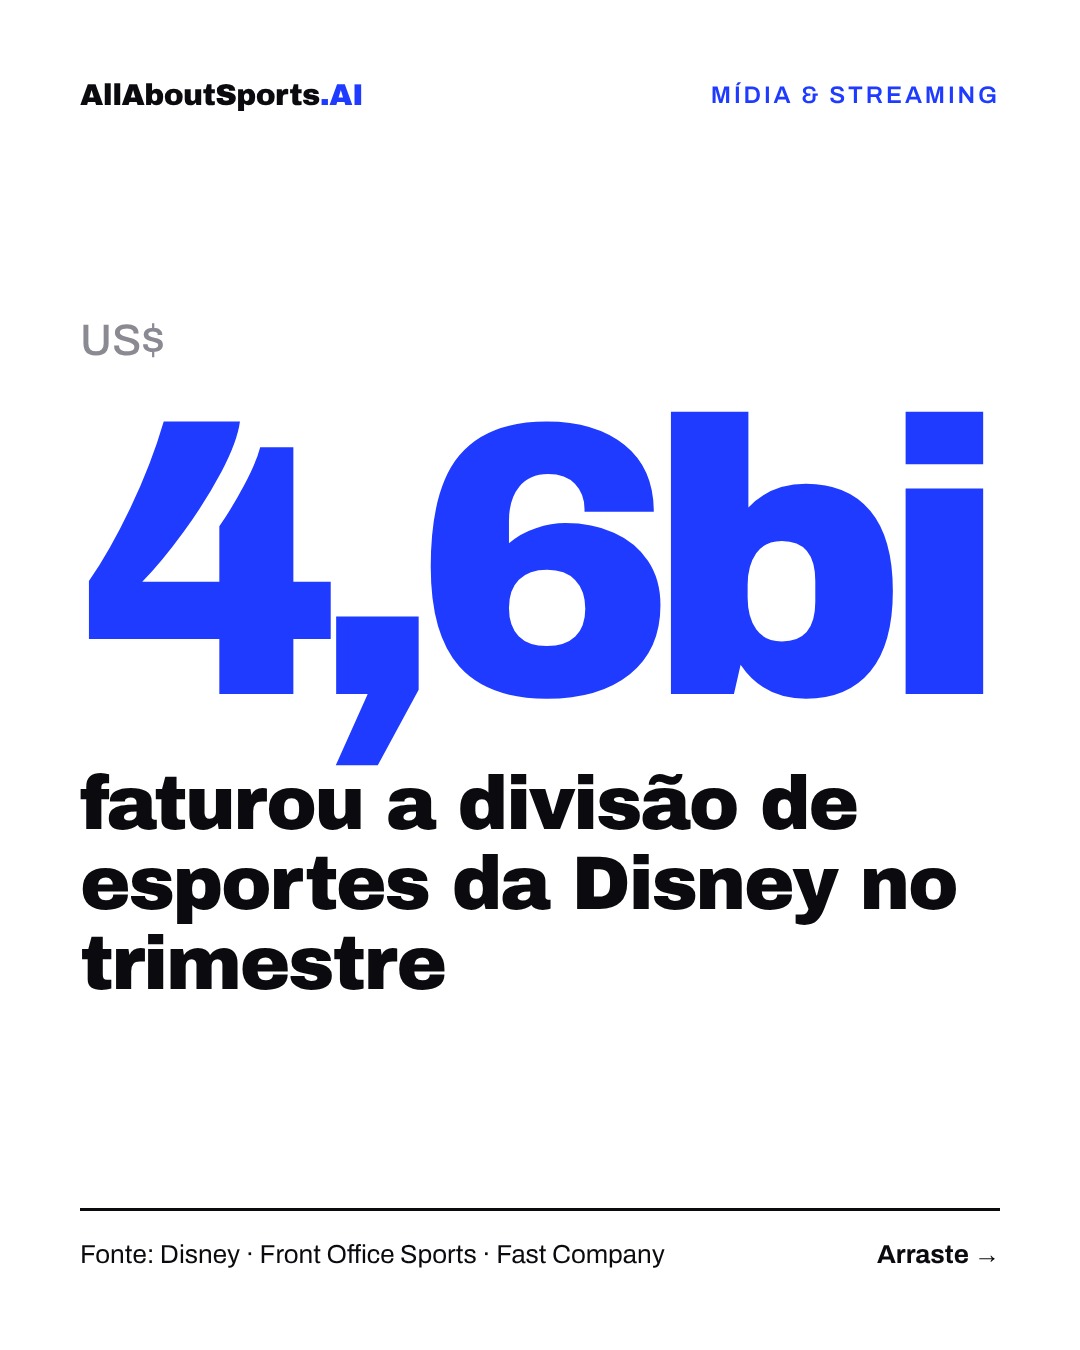 AllAboutSports.AI
MÍDIA & STREAMING
US$
4,6bi
faturou a divisão de
esportes da Disney no
trimestre
Fonte: Disney · Front Office Sports · Fast Company
Arraste →